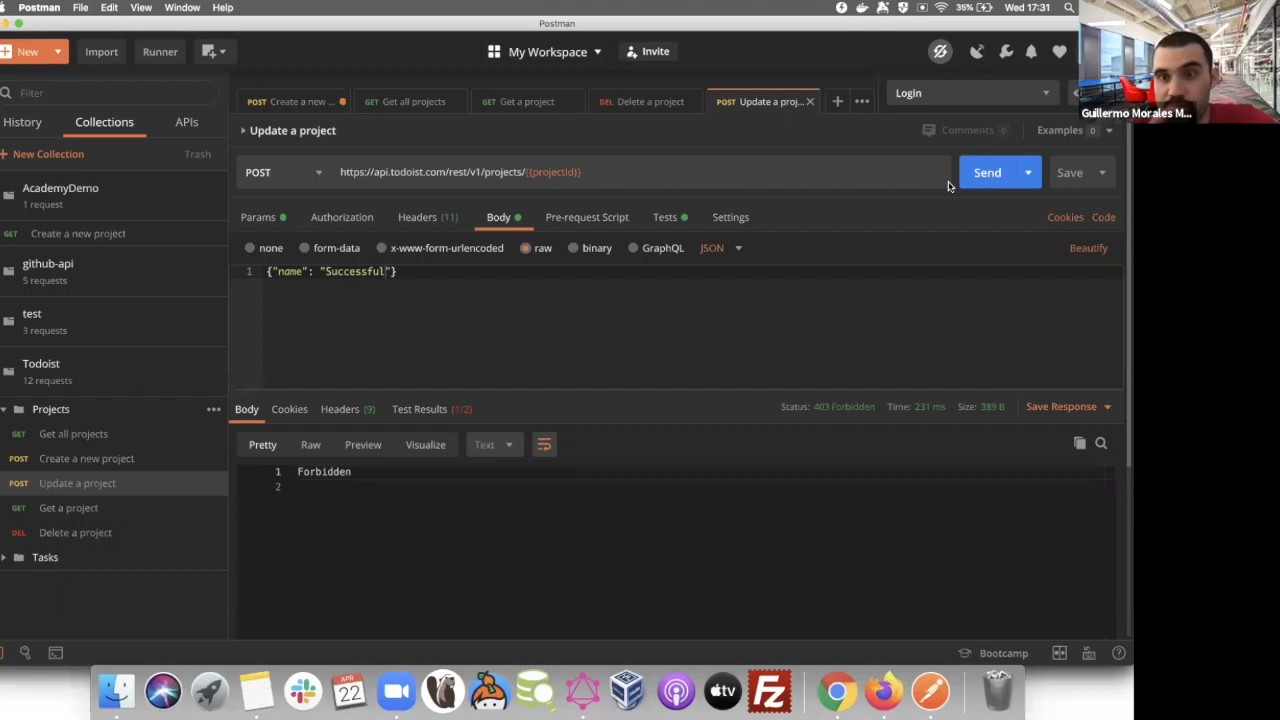 Postman File Edit View Window Help 36% Wed 17:31
Postman
New Import Runner My Workspace Invite
Guillermo Morales M...
Filter
POST Create a new ... GET Get all projects GET Get a project DEL Delete a project POST Update a proj... Login
History Collections APIs
Update a project Comments 0 Examples 0
New Collection Trash
POST https://api.todoist.com/rest/v1/projects/{{projectId}} Send Save
AcademyDemo
1 request
Params Authorization Headers (11) Body Pre-request Script Tests Settings Cookies Code
POST Create a new project
none form-data x-www-form-urlencoded raw binary GraphQL JSON Beautify
github-api
5 requests
1 {"name": "Successful"}
test
3 requests
Todoist
12 requests
Projects
Body Cookies Headers (9) Test Results (1/2) Status: 403 Forbidden Time: 231 ms Size: 389 B Save Response
GET Get all projects
Pretty Raw Preview Visualize Text
POST Create a new project
1 Forbidden
POST Update a project
2
GET Get a project
DEL Delete a project
Tasks
Bootcamp
APR
22
tv
FZ